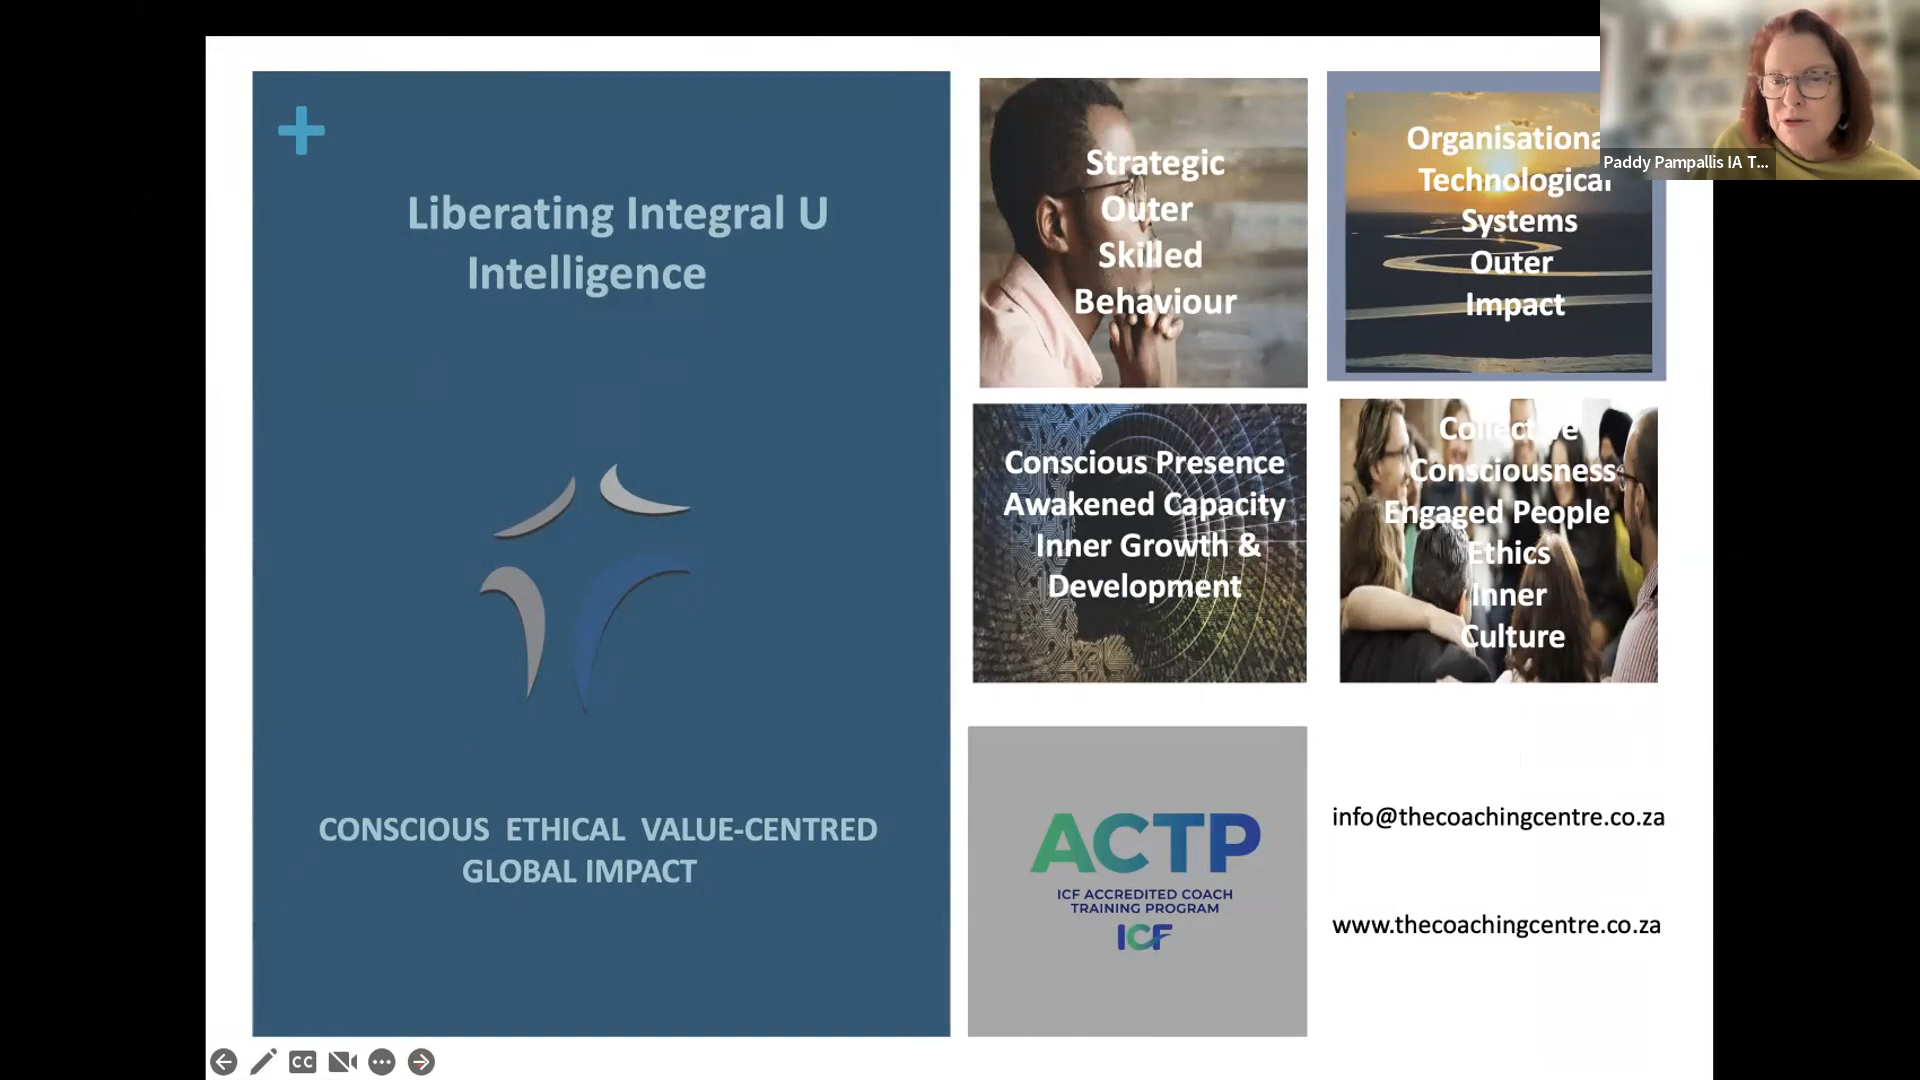 Liberating Integral U
Intelligence
CONSCIOUS ETHICAL VALUE-CENTRED
GLOBAL IMPACT
Strategic
Outer
Skilled
Behaviour
Technological
Systems
Outer
Impact
Conscious Presence
Awakened Capacity
Inner Growth &
Development
Collective
Consciousness
Engaged People
Ethics
Inner
Culture
ACTP
ICF ACCREDITED COACH
TRAINING PROGRAM
ICF
info@thecoachingcentre.co.za
www.thecoachingcentre.co.za
Paddy Pampallis IA T...
CC